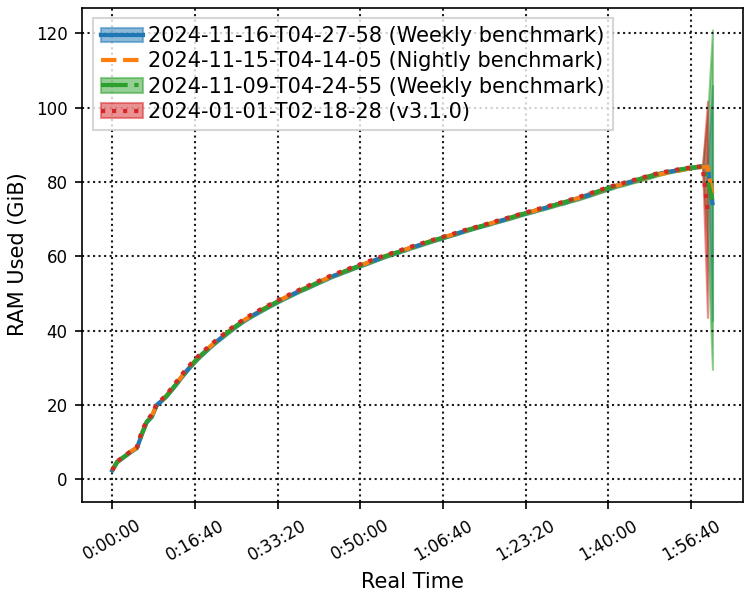 2024-11-16-T04-27-58 (Weekly benchmark)
2024-11-15-T04-14-05 (Nightly benchmark)
2024-11-09-T04-24-55 (Weekly benchmark)
2024-01-01-T02-18-28 (v3.1.0)
120
100
80
60
40
20
0
RAM Used (GiB)
0:00:00
0:16:40
0:33:20
0:50:00
1:06:40
1:23:20
1:40:00
1:56:40
Real Time